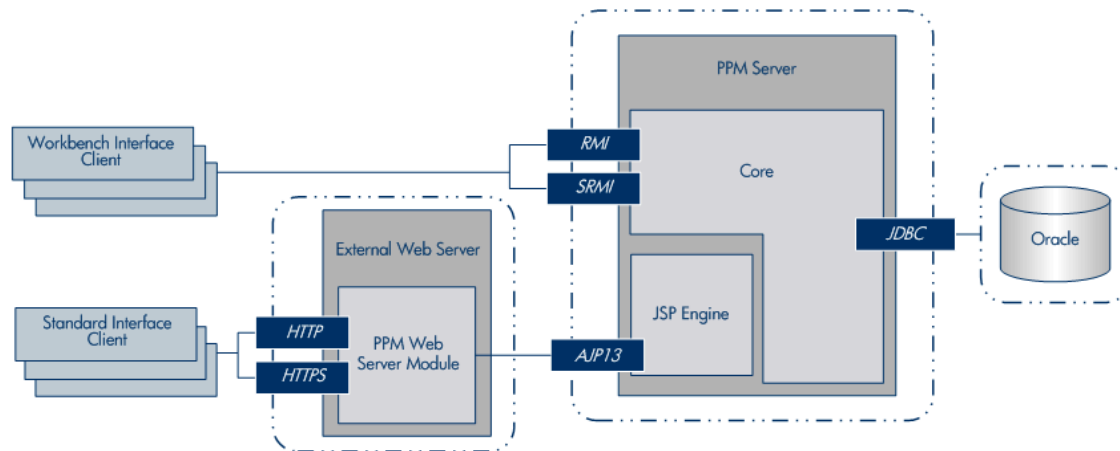 PPM Server
Workbench Interface
Client
RMI
SRMI
Core
JDBC
Oracle
External Web Server
Standard Interface
Client
HTTP
HTTPS
PPM Web
Server Module
AJP13
JSP Engine